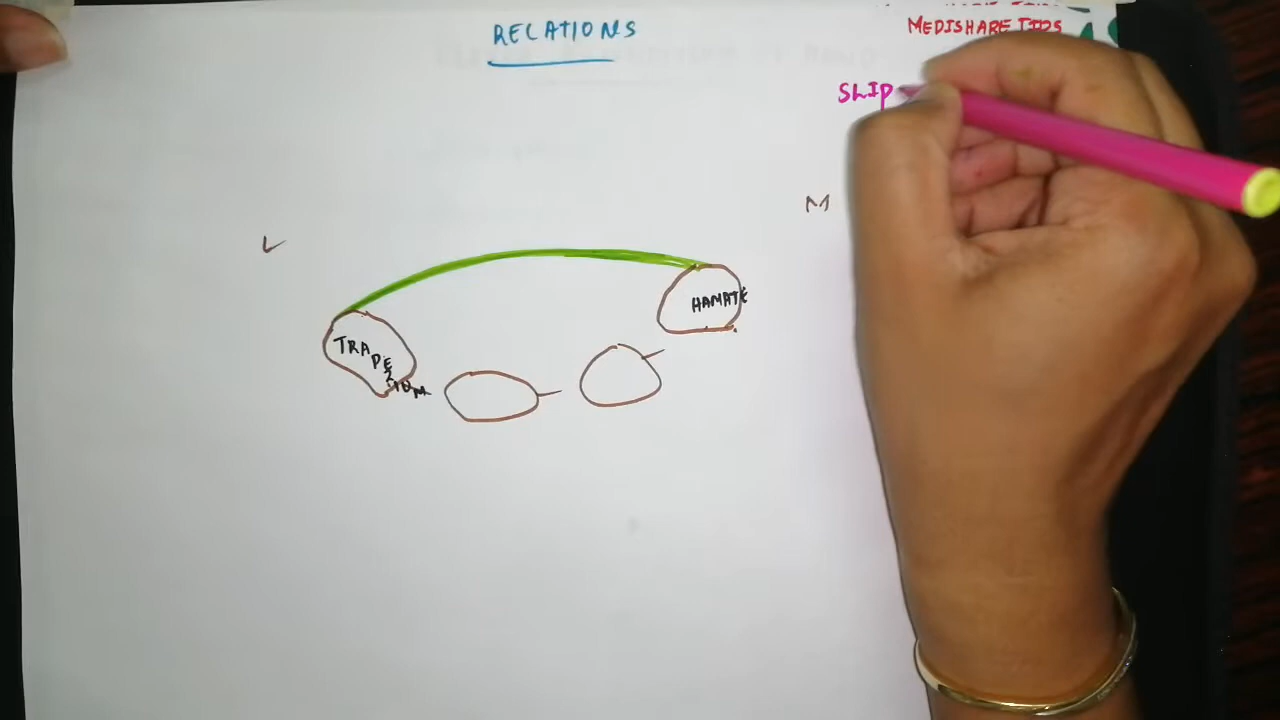 RELATIONS
MEDISHARE TIPS
SLIP
M
L
HAMATE
TRAPEZIUM